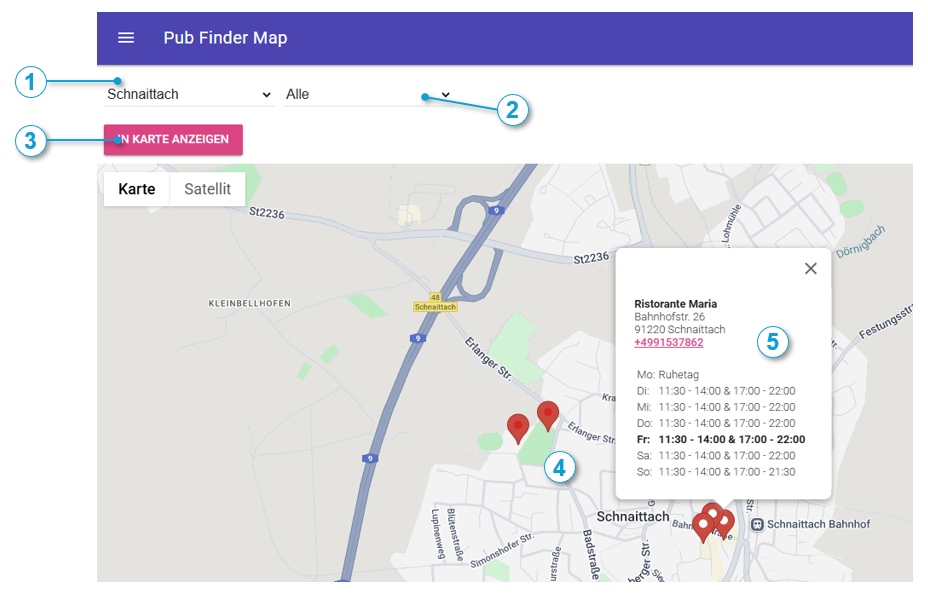 Pub Finder Map
1
Schnaittach
Alle
2
3
IN KARTE ANZEIGEN
Karte
Satellit
St2236
9
Lohmühle
Dörnigbach
St2236
KLEINBELLHOFEN
48
Schnaittach
9
Erlanger Str.
Festungsstr
Ristorante Maria
Bahnhofstr. 26
91220 Schnaittach
+4991537862
5
Mo: Ruhetag
Di: 11:30 - 14:00 & 17:00 - 22:00
Mi: 11:30 - 14:00 & 17:00 - 22:00
Do: 11:30 - 14:00 & 17:00 - 22:00
Fr: 11:30 - 14:00 & 17:00 - 22:00
Sa: 11:30 - 14:00 & 17:00 - 22:00
So: 11:30 - 14:00 & 17:00 - 21:30
Kra
Erlanger Str.
4
9
Schnaittach
Schnaittach Bahnhof
Lupinenweg
Blütenstraße
Simonshofer Str.
Badstraße
urstraße